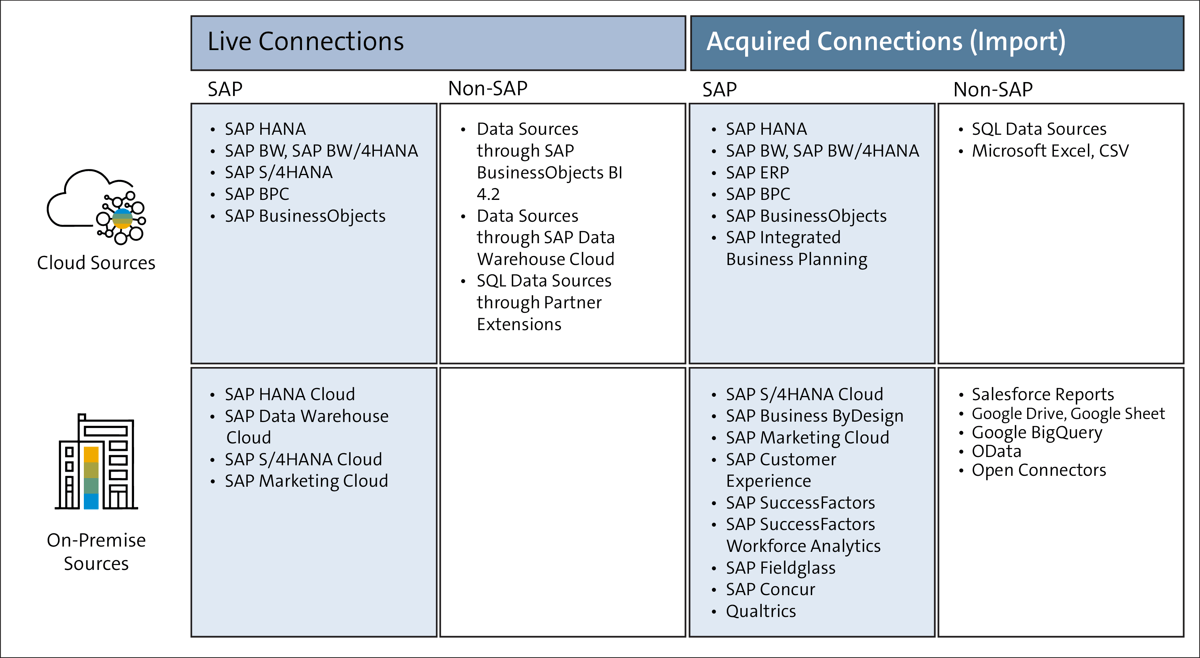 Live Connections
Acquired Connections (Import)
SAP
Non-SAP
SAP
Non-SAP
Cloud Sources
• SAP HANA
• SAP BW, SAP BW/4HANA
• SAP S/4HANA
• SAP BPC
• SAP BusinessObjects
• Data Sources
through SAP
BusinessObjects BI
4.2
• Data Sources
through SAP Data
Warehouse Cloud
• SQL Data Sources
through Partner
Extensions
• SAP HANA
• SAP BW, SAP BW/4HANA
• SAP ERP
• SAP BPC
• SAP BusinessObjects
• SAP Integrated
Business Planning
• SQL Data Sources
• Microsoft Excel, CSV
On-Premise
Sources
• SAP HANA Cloud
• SAP Data Warehouse
Cloud
• SAP S/4HANA Cloud
• SAP Marketing Cloud
• SAP S/4HANA Cloud
• SAP Business ByDesign
• SAP Marketing Cloud
• SAP Customer
Experience
• SAP SuccessFactors
• SAP SuccessFactors
Workforce Analytics
• SAP Fieldglass
• SAP Concur
• Qualtrics
• Salesforce Reports
• Google Drive, Google Sheet
• Google BigQuery
• OData
• Open Connectors